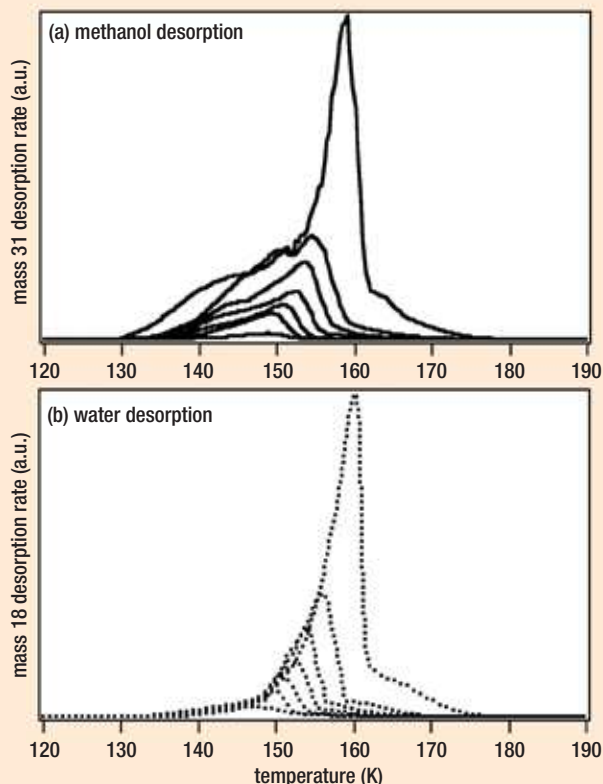 (a) methanol desorption
mass 31 desorption rate (a.u.)
120 130 140 150 160 170 180 190
(b) water desorption
mass 18 desorption rate (a.u.)
120 130 140 150 160 170 180 190
temperature (K)